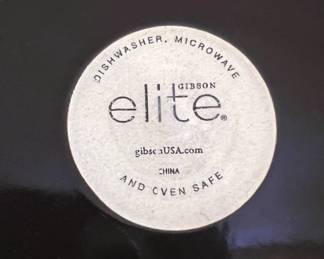 DISHWASHER, MICROWAVE
GIBSON
elite®
gibsonUSA.com
CHINA
AND OVEN SAFE